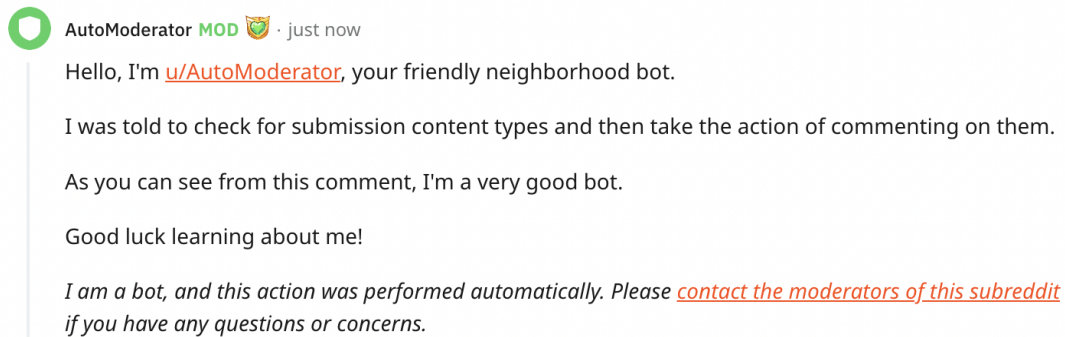 AutoModerator MOD · just now
Hello, I'm u/AutoModerator, your friendly neighborhood bot.
I was told to check for submission content types and then take the action of commenting on them.
As you can see from this comment, I'm a very good bot.
Good luck learning about me!
I am a bot, and this action was performed automatically. Please contact the moderators of this subreddit
if you have any questions or concerns.